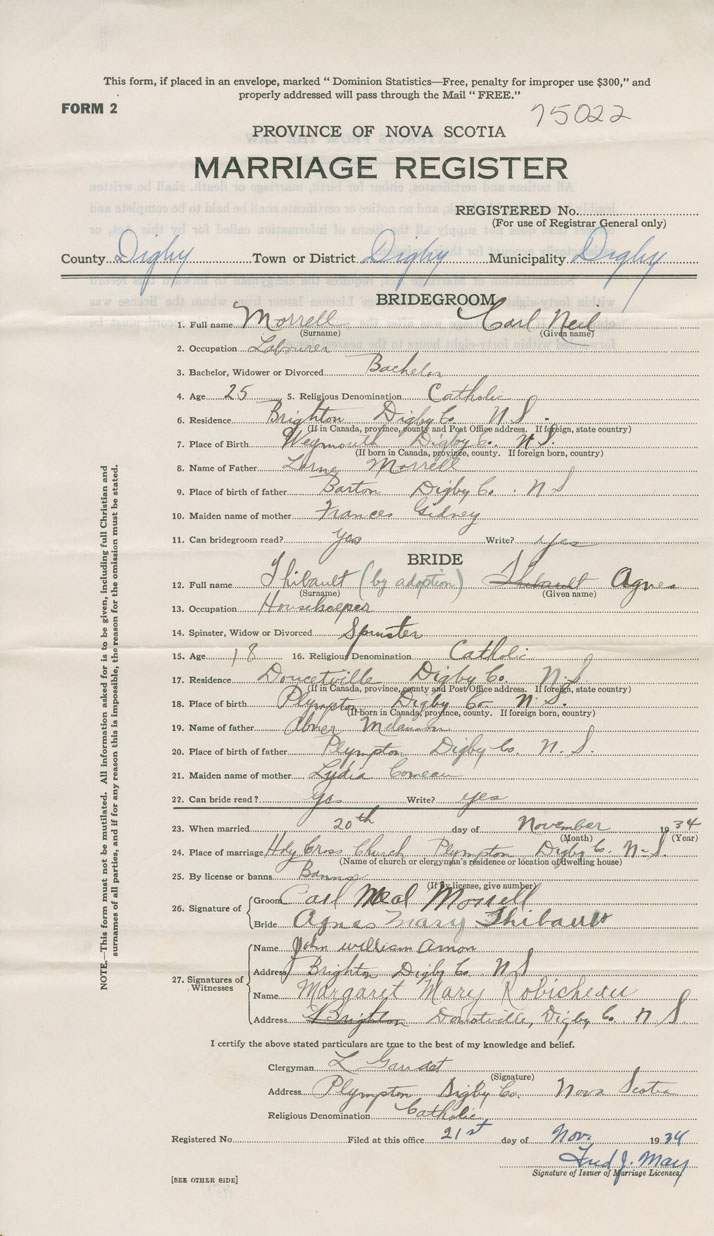 This form, if placed in an envelope, marked "Dominion Statistics—Free, penalty for improper use $300," and
properly addressed will pass through the Mail "FREE."
FORM 2
75022
PROVINCE OF NOVA SCOTIA
MARRIAGE REGISTER
REGISTERED No.
(For use of Registrar General only)
County Digby Town or District Digby Municipality Digby
BRIDEGROOM
1. Full name Morrell Carl Neil
(Surname) (Given name)
2. Occupation Labourer
3. Bachelor, Widower or Divorced Bachelor
4. Age 25 5. Religious Denomination Catholic
6. Residence Brighton Digby Co. N S.
(If in Canada, province, county and Post Office address. If foreign, state country)
7. Place of Birth Weymouth Digby Co. N.S.
(If born in Canada, province, county. If foreign born, country)
8. Name of Father Lorne Morrell
9. Place of birth of father Barton Digby Co. N S
10. Maiden name of mother Frances Gidney
11. Can bridegroom read? Yes Write? Yes
BRIDE
12. Full name Thibault (by adoption) Thibault Agnes
(Surname) (Given name)
13. Occupation Housekeeper
14. Spinster, Widow or Divorced Spinster
15. Age 18 16. Religious Denomination Catholic
17. Residence Doucetville Digby Co. N.S
(If in Canada, province, county and Post Office address. If foreign, state country)
18. Place of birth Plympton Digby Co N.S.
(If born in Canada, province, county. If foreign born, country)
19. Name of father Abner Melanson
20. Place of birth of father Plympton Digby Co. N.S.
21. Maiden name of mother Lydia Comeau
22. Can bride read? Yes Write? Yes
23. When married 20th day of November 1934
(Month) (Year)
24. Place of marriage Holy Cross Church Plympton Digby C. N-S.
(Name of church or clergyman's residence or location of dwelling house)
25. By license or banns Banns
(If by license, give number)
26. Signature of Groom Carl Neal Morrell
Bride Agnes Mary Thibault
27. Signatures of Witnesses
Name John william Amon
Address Brighton Digby Co N S
Name Margaret Mary Robicheau
Address Brighton Doucetville, Digby Co. N S
I certify the above stated particulars are true to the best of my knowledge and belief.
Clergyman L Gaudet
(Signature)
Address Plympton Digby Co. Nova Scotia
Religious Denomination Catholic
Registered No. Filed at this office 21st day of Nov. 1934
Fred J. May
Signature of Issuer of Marriage Licenses
[SEE OTHER SIDE]
NOTE.—This form must not be mutilated. All information asked for is to be given, including full Christian and
surnames of all parties, and if for any reason this is impossible, the reason for the omission must be stated.